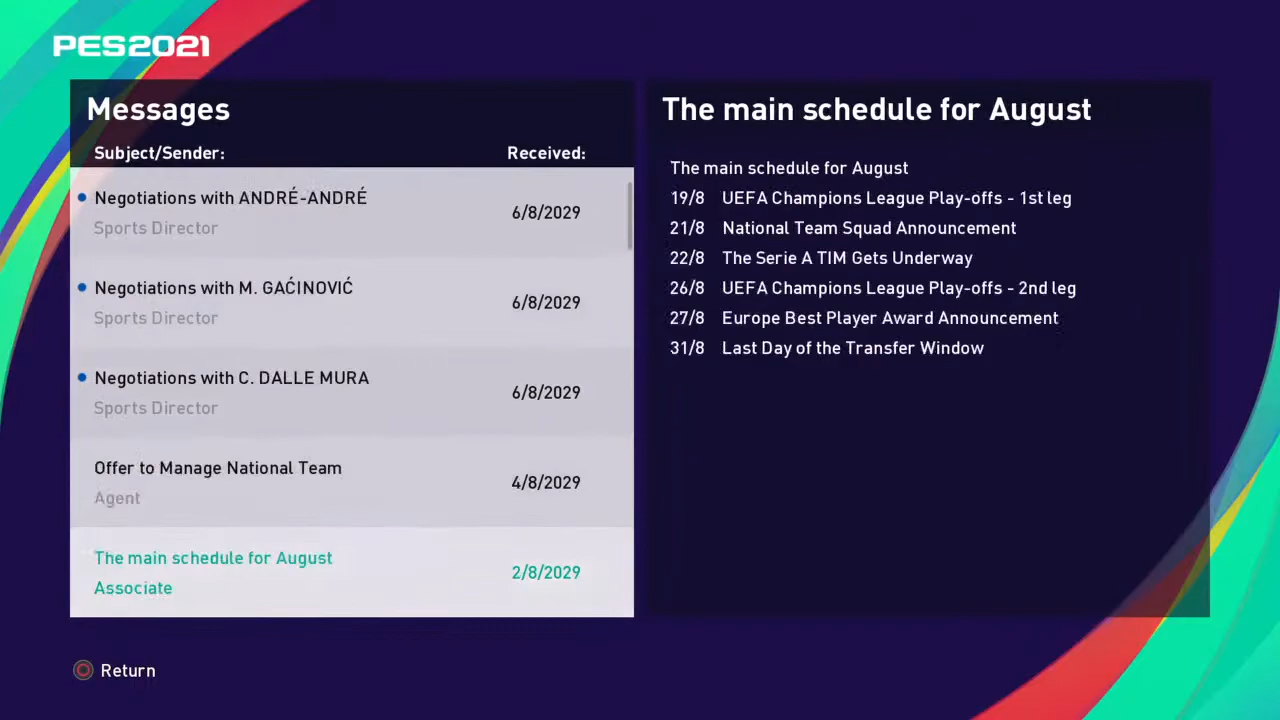 PES2021
Messages
Subject/Sender: Received:
Negotiations with ANDRÉ-ANDRÉ
Sports Director
6/8/2029
Negotiations with M. GAĆINOVIĆ
Sports Director
6/8/2029
Negotiations with C. DALLE MURA
Sports Director
6/8/2029
Offer to Manage National Team
Agent
4/8/2029
The main schedule for August
Associate
2/8/2029
The main schedule for August
The main schedule for August
19/8 UEFA Champions League Play-offs - 1st leg
21/8 National Team Squad Announcement
22/8 The Serie A TIM Gets Underway
26/8 UEFA Champions League Play-offs - 2nd leg
27/8 Europe Best Player Award Announcement
31/8 Last Day of the Transfer Window
Return